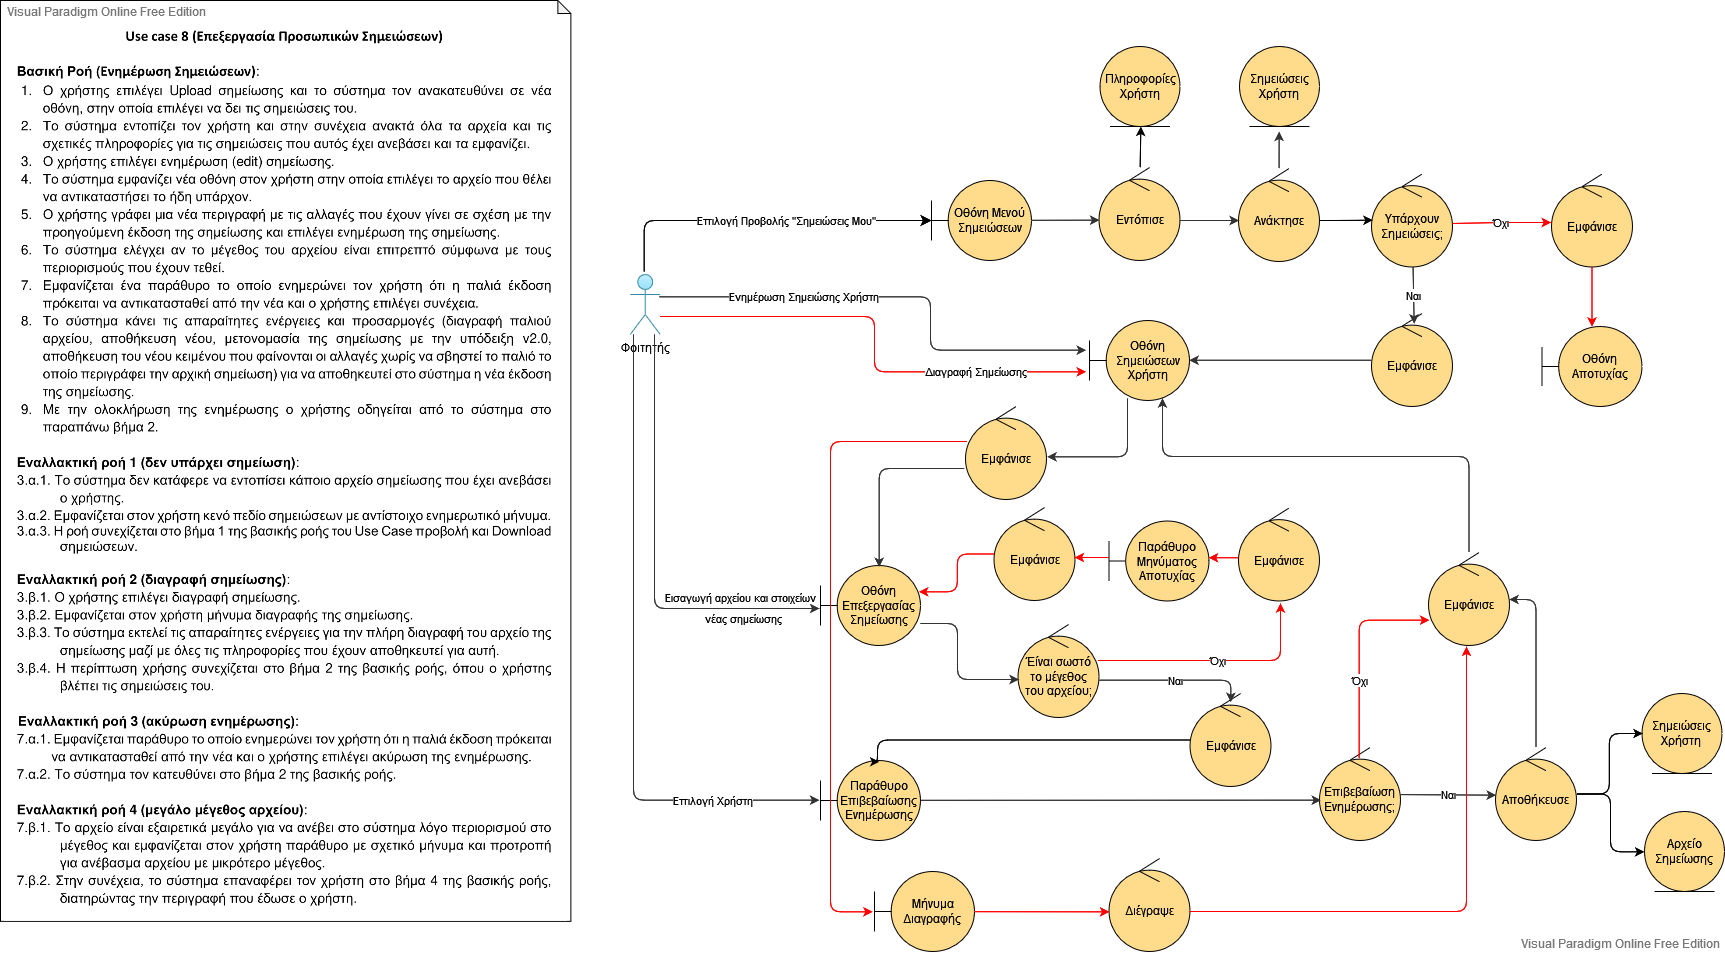 Visual Paradigm Online Free Edition
Use case 8 (Επεξεργασία Προσωπικών Σημειώσεων)
Βασική Ροή (Ενημέρωση Σημειώσεων):
1. Ο χρήστης επιλέγει Upload σημείωσης και το σύστημα τον ανακατευθύνει σε νέα
οθόνη, στην οποία επιλέγει να δει τις σημειώσεις του.
2. Το σύστημα εντοπίζει τον χρήστη και στην συνέχεια ανακτά όλα τα αρχεία και τις
σχετικές πληροφορίες για τις σημειώσεις που αυτός έχει ανεβάσει και τα εμφανίζει.
3. Ο χρήστης επιλέγει ενημέρωση (edit) σημείωσης.
4. Το σύστημα εμφανίζει νέα οθόνη στον χρήστη στην οποία επιλέγει το αρχείο που θέλει
να αντικαταστήσει το ήδη υπάρχον.
5. Ο χρήστης γράφει μια νέα περιγραφή με τις αλλαγές που έχουν γίνει σε σχέση με την
προηγούμενη έκδοση της σημείωσης και επιλέγει ενημέρωση της σημείωσης.
6. Το σύστημα ελέγχει αν το μέγεθος του αρχείου είναι επιτρεπτό σύμφωνα με τους
περιορισμούς που έχουν τεθεί.
7. Εμφανίζεται ένα παράθυρο το οποίο ενημερώνει τον χρήστη ότι η παλιά έκδοση
πρόκειται να αντικατασταθεί από την νέα και ο χρήστης επιλέγει συνέχεια.
8. Το σύστημα κάνει τις απαραίτητες ενέργειες και προσαρμογές (διαγραφή παλιού
αρχείου, αποθήκευση νέου, μετονομασία της σημείωσης με την υπόδειξη v2.0,
αποθήκευση του νέου κειμένου που φαίνονται οι αλλαγές χωρίς να σβηστεί το παλιό το
οποίο περιγράφει την αρχική σημείωση) για να αποθηκευτεί στο σύστημα η νέα έκδοση
της σημείωσης.
9. Με την ολοκλήρωση της ενημέρωσης ο χρήστης οδηγείται από το σύστημα στο
παραπάνω βήμα 2.
Εναλλακτική ροή 1 (δεν υπάρχει σημείωση):
3.α.1. Το σύστημα δεν κατάφερε να εντοπίσει κάποιο αρχείο σημείωσης που έχει ανεβάσει
ο χρήστης.
3.α.2. Εμφανίζεται στον χρήστη κενό πεδίο σημειώσεων με αντίστοιχο ενημερωτικό μήνυμα.
3.α.3. Η ροή συνεχίζεται στο βήμα 1 της βασικής ροής του Use Case προβολή και Download
σημειώσεων.
Εναλλακτική ροή 2 (διαγραφή σημείωσης):
3.β.1. Ο χρήστης επιλέγει διαγραφή σημείωσης.
3.β.2. Εμφανίζεται στον χρήστη μήνυμα διαγραφής της σημείωσης.
3.β.3. Το σύστημα εκτελεί τις απαραίτητες ενέργειες για την πλήρη διαγραφή του αρχείο της
σημείωσης μαζί με όλες τις πληροφορίες που έχουν αποθηκευτεί για αυτή.
3.β.4. Η περίπτωση χρήσης συνεχίζεται στο βήμα 2 της βασικής ροής, όπου ο χρήστης
βλέπει τις σημειώσεις του.
Εναλλακτική ροή 3 (ακύρωση ενημέρωσης):
7.α.1. Εμφανίζεται παράθυρο το οποίο ενημερώνει τον χρήστη ότι η παλιά έκδοση πρόκειται
να αντικατασταθεί από την νέα και ο χρήστης επιλέγει ακύρωση της ενημέρωσης.
7.α.2. Το σύστημα τον κατευθύνει στο βήμα 2 της βασικής ροής.
Εναλλακτική ροή 4 (μεγάλο μέγεθος αρχείου):
7.β.1. Το αρχείο είναι εξαιρετικά μεγάλο για να ανέβει στο σύστημα λόγο περιορισμού στο
μέγεθος και εμφανίζεται στον χρήστη παράθυρο με σχετικό μήνυμα και προτροπή
για ανέβασμα αρχείου με μικρότερο μέγεθος.
7.β.2. Στην συνέχεια, το σύστημα επαναφέρει τον χρήστη στο βήμα 4 της βασικής ροής,
διατηρώντας την περιγραφή που έδωσε ο χρήστης.
Πληροφορίες
Χρήστη
Σημειώσεις
Χρήστη
Επιλογή Προβολής "Σημειώσεις Μου"
Οθόνη Μενού
Σημειώσεων
Εντόπισε
Ανάκτησε
Υπάρχουν
Σημειώσεις;
Όχι
Εμφάνισε
Ναι
Φοιτητής
Ενημέρωση Σημειώσης Χρήστη
Διαγραφή Σημείωσης
Οθόνη
Σημειώσεων
Χρήστη
Εμφάνισε
Οθόνη
Αποτυχίας
Εμφάνισε
Εισαγωγή αρχείου και στοιχείων
νέας σημείωσης
Οθόνη
Επεξεργασίας
Σημείωσης
Εμφάνισε
Παράθυρο
Μηνύματος
Αποτυχίας
Εμφάνισε
Εμφάνισε
Έίναι σωστό
το μέγεθος
του αρχείου;
Όχι
Ναι
Εμφάνισε
Όχι
Επιλογή Χρήστη
Παράθυρο
Επιβεβαίωσης
Ενημέρωσης
Επιβεβαίωση
Ενημέρωσης;
Ναι
Αποθήκευσε
Σημειώσεις
Χρήστη
Αρχείο
Σημείωσης
Μήνυμα
Διαγραφής
Διέγραψε
Visual Paradigm Online Free Edition